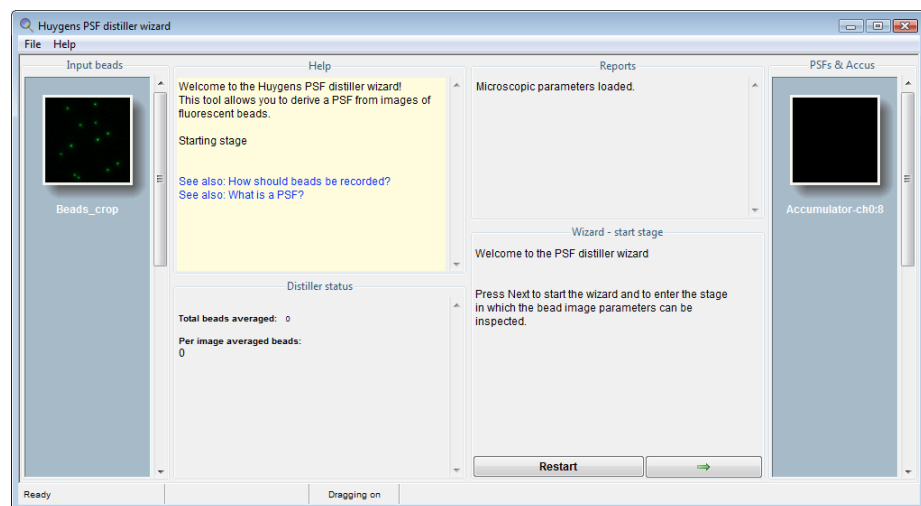 Huygens PSF distiller wizard
File Help
Input beads
Beads_crop
Help
Welcome to the Huygens PSF distiller wizard!
This tool allows you to derive a PSF from images of
fluorescent beads.
Starting stage
See also: How should beads be recorded?
See also: What is a PSF?
Distiller status
Total beads averaged: 0
Per image averaged beads:
0
Reports
Microscopic parameters loaded.
Wizard - start stage
Welcome to the PSF distiller wizard
Press Next to start the wizard and to enter the stage
in which the bead image parameters can be
inspected.
Restart
PSFs & Accus
Accumulator-ch0:8
Ready
Dragging on